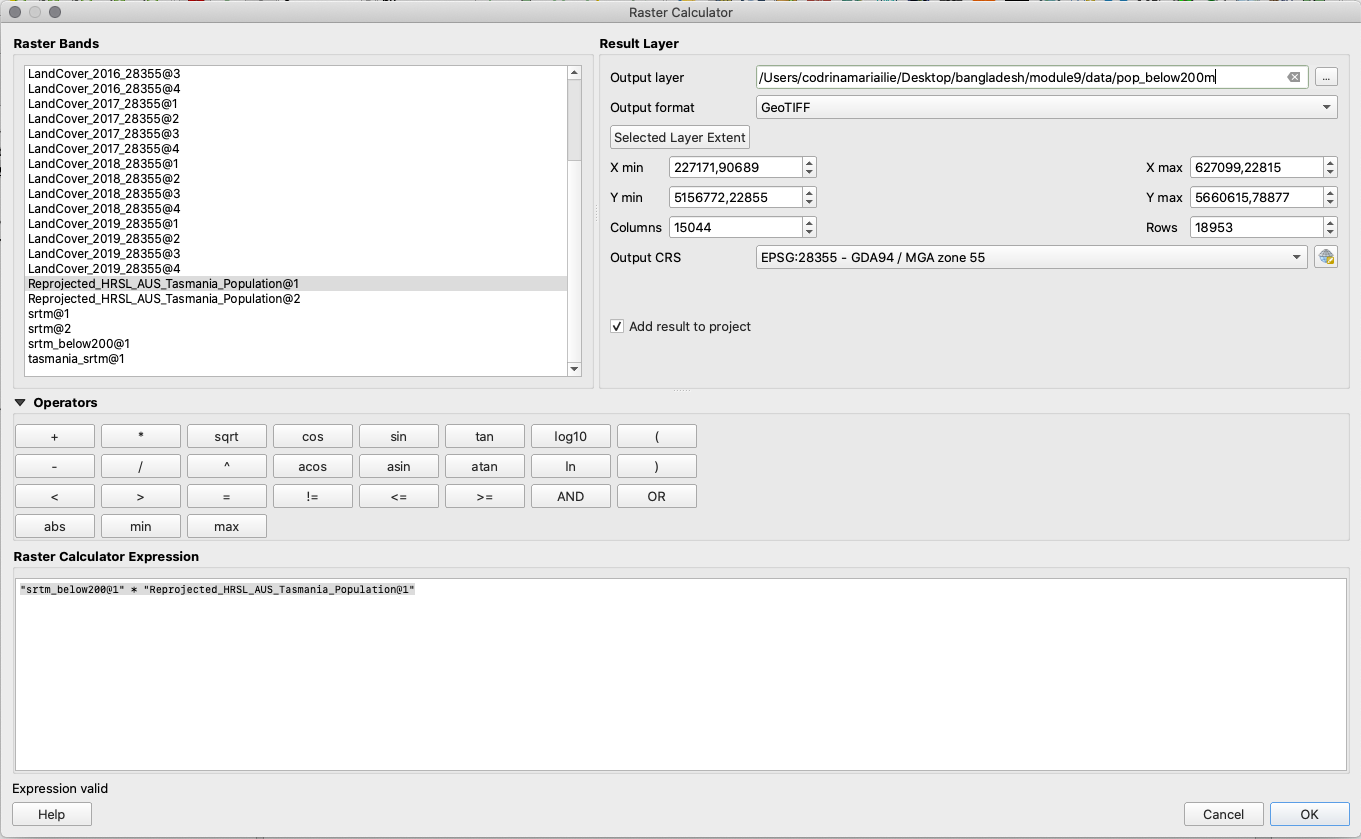 Raster Calculator
Raster Bands
LandCover_2016_28355@3
LandCover_2016_28355@4
LandCover_2017_28355@1
LandCover_2017_28355@2
LandCover_2017_28355@3
LandCover_2017_28355@4
LandCover_2018_28355@1
LandCover_2018_28355@2
LandCover_2018_28355@3
LandCover_2018_28355@4
LandCover_2019_28355@1
LandCover_2019_28355@2
LandCover_2019_28355@3
LandCover_2019_28355@4
Reprojected_HRSL_AUS_Tasmania_Population@1
Reprojected_HRSL_AUS_Tasmania_Population@2
srtm@1
srtm@2
srtm_below200@1
tasmania_srtm@1
Result Layer
Output layer /Users/codrinamariailie/Desktop/bangladesh/module9/data/pop_below200m ...
Output format GeoTIFF
Selected Layer Extent
X min 227171,90689 X max 627099,22815
Y min 5156772,22855 Y max 5660615,78877
Columns 15044 Rows 18953
Output CRS EPSG:28355 - GDA94 / MGA zone 55
Add result to project
Operators
+ * sqrt cos sin tan log10 (
- / ^ acos asin atan ln )
< > = != <= >= AND OR
abs min max
Raster Calculator Expression
"srtm_below200@1" * "Reprojected_HRSL_AUS_Tasmania_Population@1"
Expression valid
Help Cancel OK